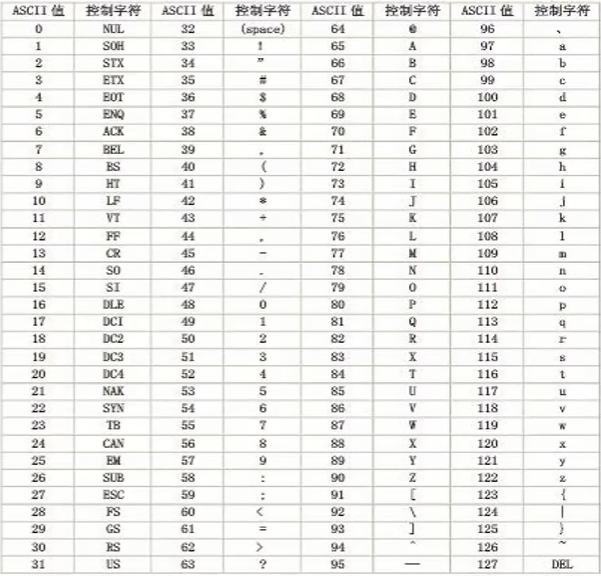 ASCII 值 控制字符 ASCII 值 控制字符 ASCII 值 控制字符 ASCII 值 控制字符
0 NUL 32 (space) 64 @ 96 、
1 SOH 33 ! 65 A 97 a
2 STX 34 ” 66 B 98 b
3 ETX 35 # 67 C 99 c
4 EOT 36 $ 68 D 100 d
5 ENQ 37 % 69 E 101 e
6 ACK 38 & 70 F 102 f
7 BEL 39 , 71 G 103 g
8 BS 40 ( 72 H 104 h
9 HT 41 ) 73 I 105 i
10 LF 42 * 74 J 106 j
11 VT 43 + 75 K 107 k
12 FF 44 , 76 L 108 l
13 CR 45 - 77 M 109 m
14 SO 46 . 78 N 110 n
15 SI 47 / 79 O 111 o
16 DLE 48 0 80 P 112 p
17 DCI 49 1 81 Q 113 q
18 DC2 50 2 82 R 114 r
19 DC3 51 3 83 X 115 s
20 DC4 52 4 84 T 116 t
21 NAK 53 5 85 U 117 u
22 SYN 54 6 86 V 118 v
23 TB 55 7 87 W 119 w
24 CAN 56 8 88 X 120 x
25 EM 57 9 89 Y 121 y
26 SUB 58 : 90 Z 122 z
27 ESC 59 ; 91 [ 123 {
28 FS 60 < 92 \ 124 |
29 GS 61 = 93 ] 125 }
30 RS 62 > 94 ^ 126 ~
31 US 63 ? 95 — 127 DEL